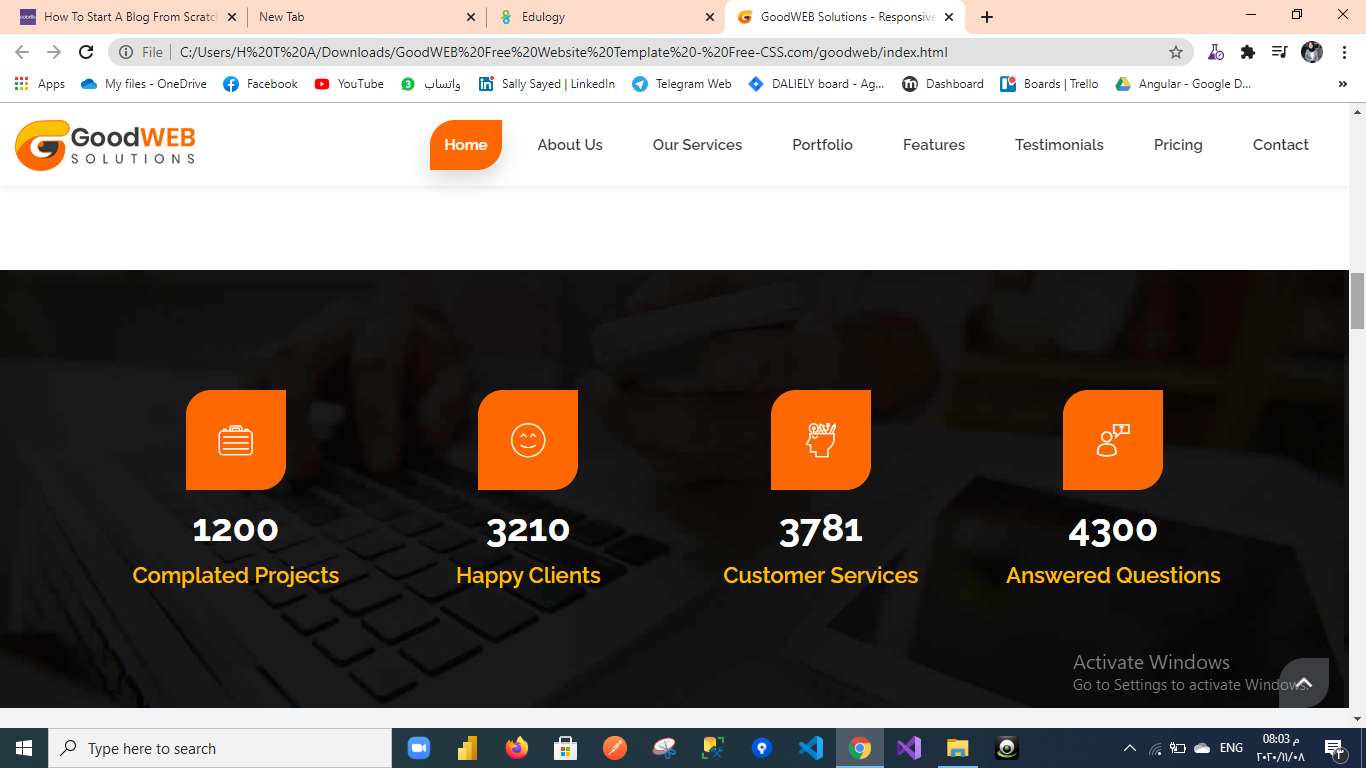 How To Start A Blog From Scratch
New Tab
Edulogy
GoodWEB Solutions - Responsive
File
C:/Users/H%20T%20A/Downloads/GoodWEB%20Free%20Website%20Template%20-%20Free-CSS.com/goodweb/index.html
Apps
My files - OneDrive
Facebook
YouTube
واتساب
Sally Sayed | LinkedIn
Telegram Web
DALIELY board - Ag...
Dashboard
Boards | Trello
Angular - Google D...
GoodWEB
SOLUTIONS
Home
About Us
Our Services
Portfolio
Features
Testimonials
Pricing
Contact
1200
3210
3781
4300
Complated Projects
Happy Clients
Customer Services
Answered Questions
Activate Windows
Go to Settings to activate Windows.
Type here to search
ENG
08:03 م
٢٠٢٠/١١/٠٨
٣